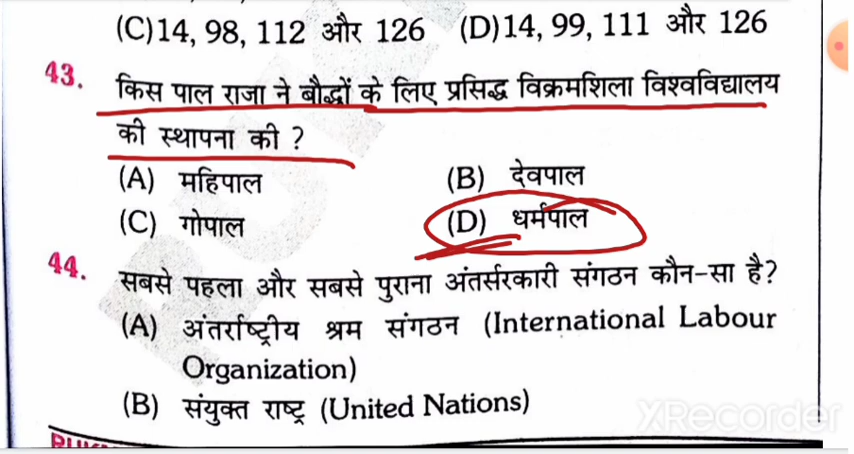 (C)14, 98, 112 और 126 (D)14, 99, 111 और 126
43. किस पाल राजा ने बौद्धों के लिए प्रसिद्ध विक्रमशिला विश्वविद्यालय
की स्थापना की ?
(A) महिपाल (B) देवपाल
(C) गोपाल (D) धर्मपाल
44. सबसे पहला और सबसे पुराना अंतर्सरकारी संगठन कौन-सा है?
(A) अंतर्राष्ट्रीय श्रम संगठन (International Labour
Organization)
(B) संयुक्त राष्ट्र (United Nations)
XRecorder